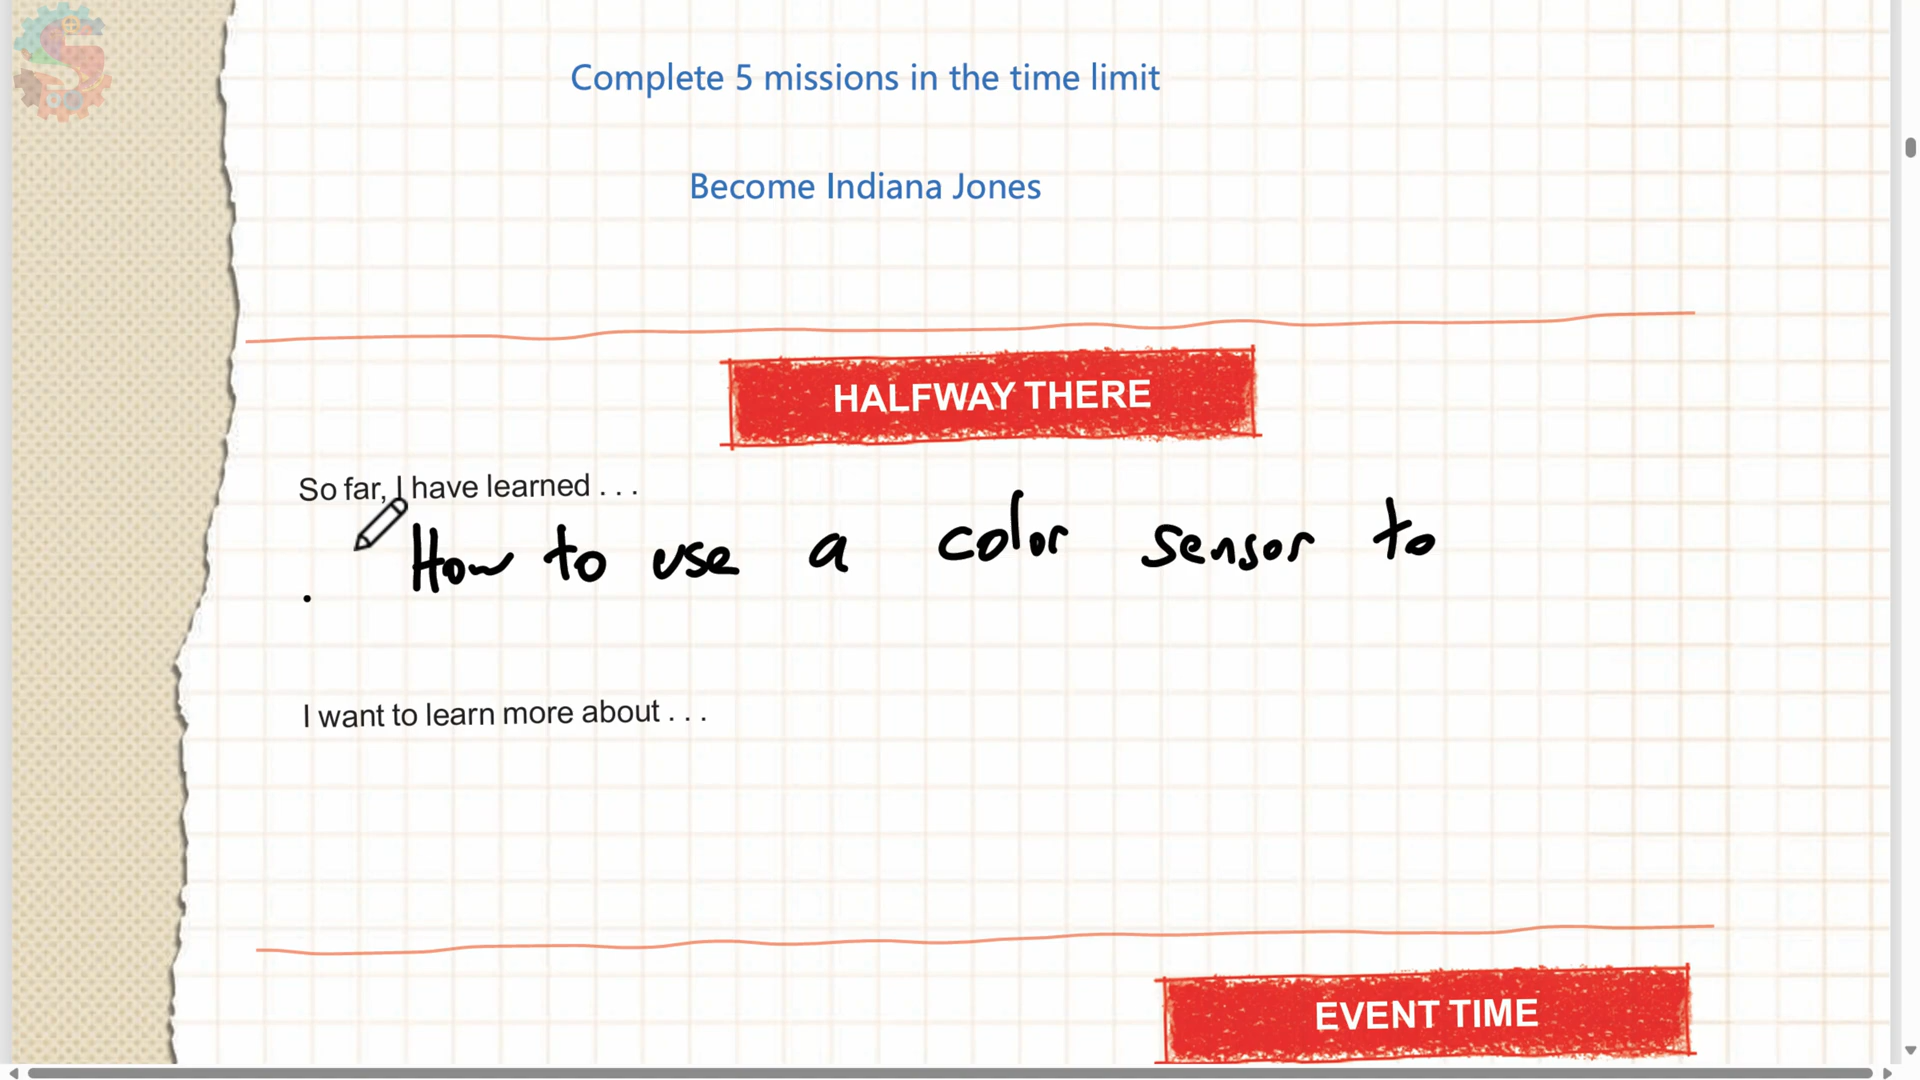 Complete 5 missions in the time limit
Become Indiana Jones
HALFWAY THERE
So far, I have learned . . .
How to use a color sensor to
.
I want to learn more about . . .
EVENT TIME